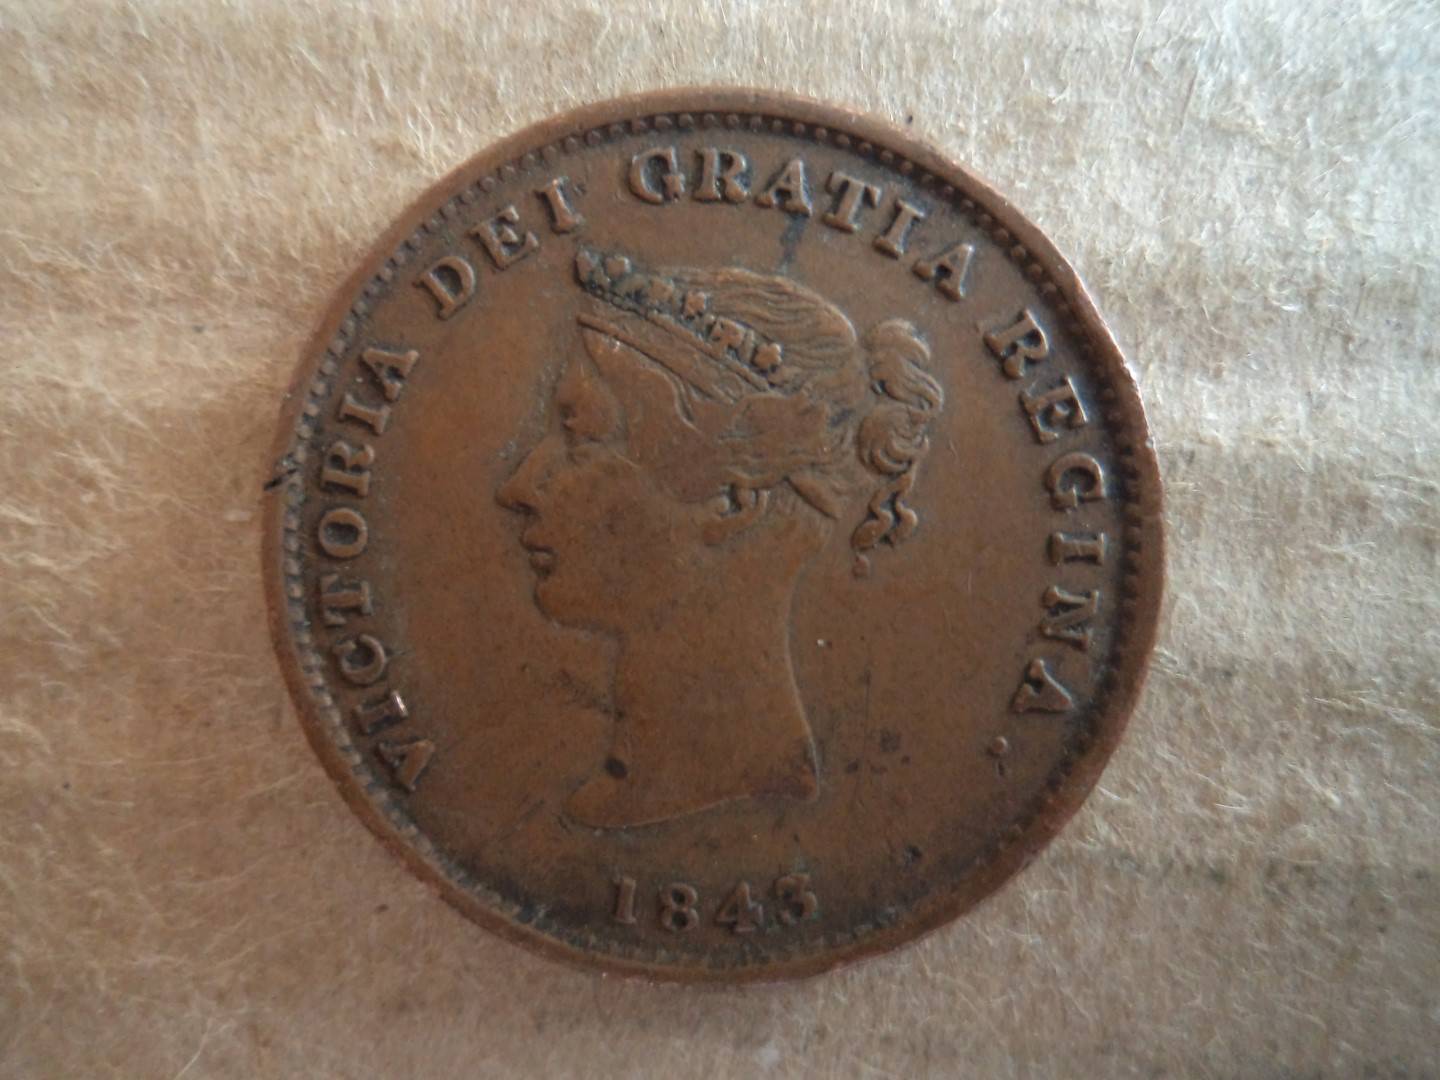 VICTORIA DEI GRATIA REGINA.
1843